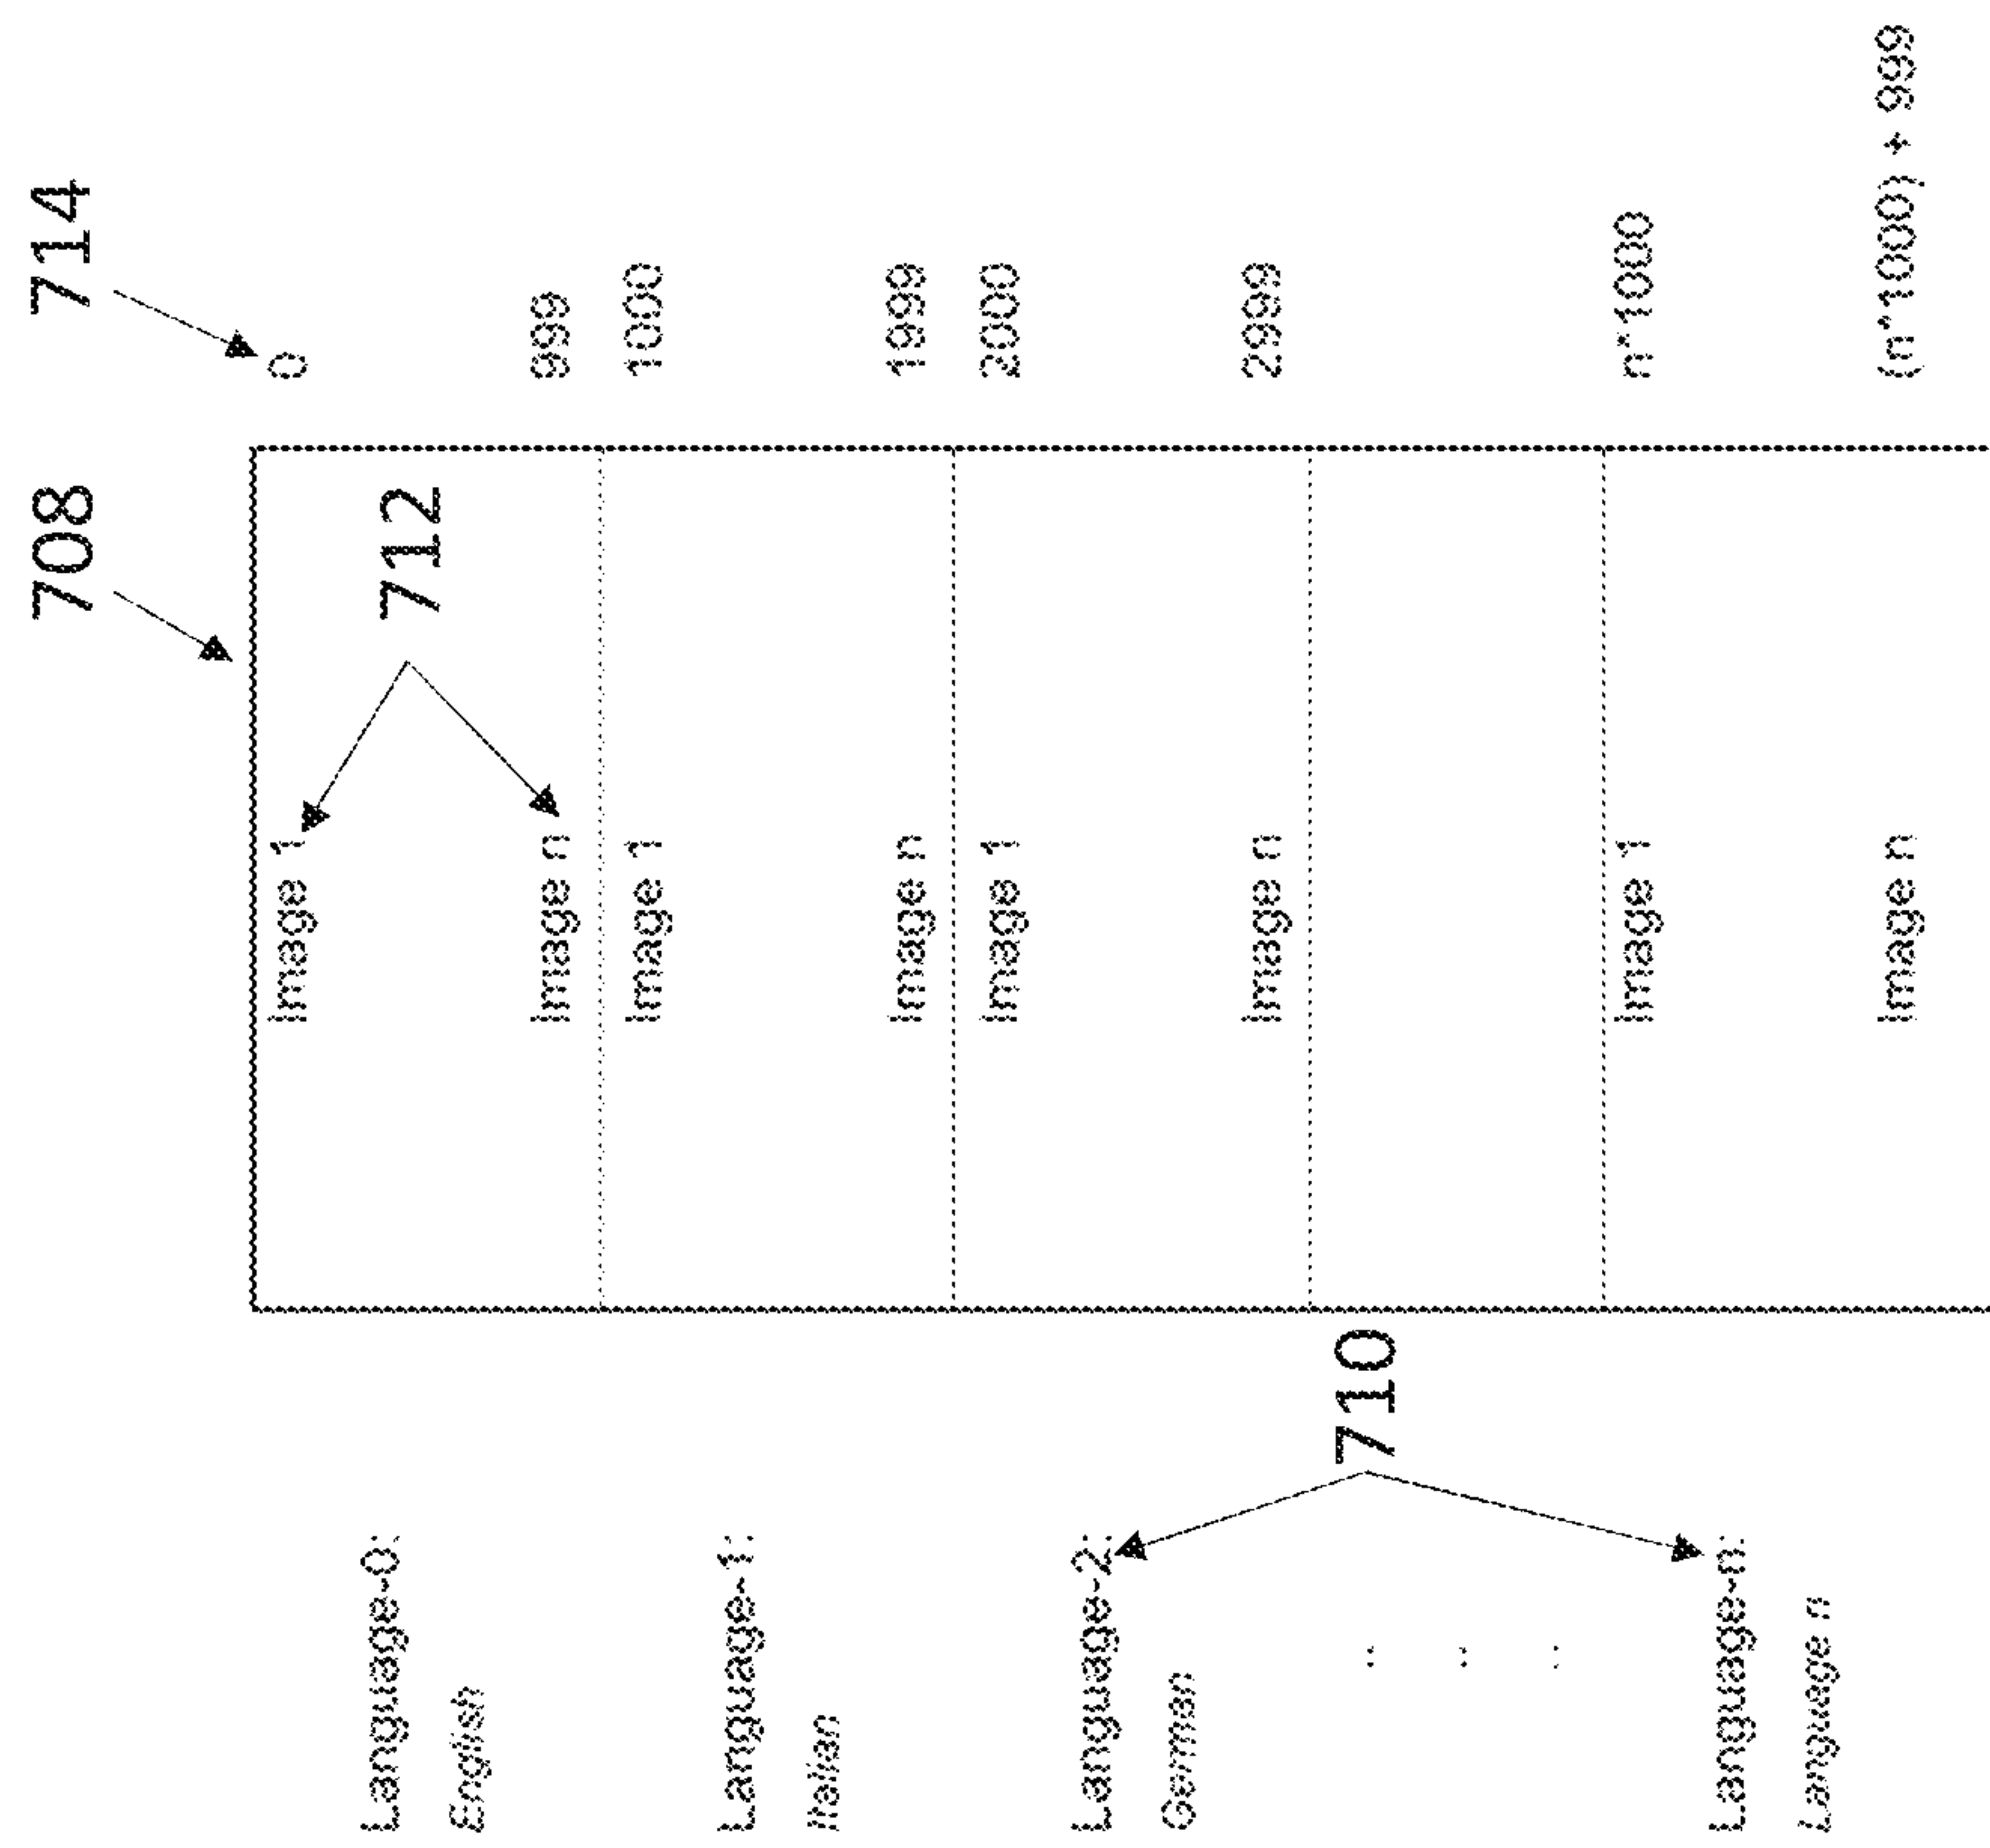 708
714
Language-0:
English
Image 1
0
712
Image n
999
Language-1:
Italian
Image 1
1000
Image n
1999
Language-2:
German
Image 1
2000
Image n
2999
710
:
:
:
Language-n:
Language n
Image 1
n*1000
Image n
(n*1000) + 999